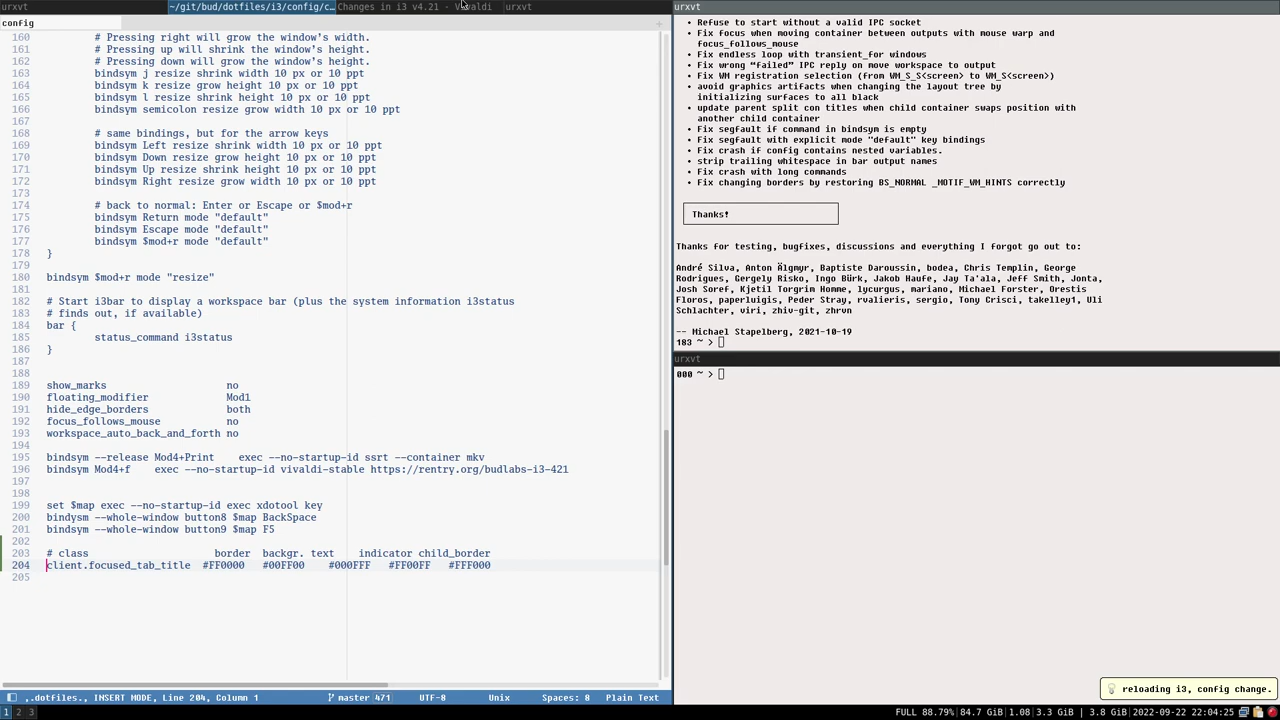 urxvt
~/git/bud/dotfiles/i3/config/c…
Changes in i3 v4.21 - Vivaldi
urxvt
config
160 # Pressing right will grow the window's width.
161 # Pressing up will shrink the window's height.
162 # Pressing down will grow the window's height.
163 bindsym j resize shrink width 10 px or 10 ppt
164 bindsym k resize grow height 10 px or 10 ppt
165 bindsym l resize shrink height 10 px or 10 ppt
166 bindsym semicolon resize grow width 10 px or 10 ppt
167
168 # same bindings, but for the arrow keys
169 bindsym Left resize shrink width 10 px or 10 ppt
170 bindsym Down resize grow height 10 px or 10 ppt
171 bindsym Up resize shrink height 10 px or 10 ppt
172 bindsym Right resize grow width 10 px or 10 ppt
173
174 # back to normal: Enter or Escape or $mod+r
175 bindsym Return mode "default"
176 bindsym Escape mode "default"
177 bindsym $mod+r mode "default"
178 }
179
180 bindsym $mod+r mode "resize"
181
182 # Start i3bar to display a workspace bar (plus the system information i3status
183 # finds out, if available)
184 bar {
185 status_command i3status
186 }
187
188
189 show_marks no
190 floating_modifier Mod1
191 hide_edge_borders both
192 focus_follows_mouse no
193 workspace_auto_back_and_forth no
194
195 bindsym --release Mod4+Print exec --no-startup-id ssrt --container mkv
196 bindsym Mod4+f exec --no-startup-id vivaldi-stable https://rentry.org/budlabs-i3-421
197
198
199 set $map exec --no-startup-id exec xdotool key
200 bindysm --whole-window button8 $map BackSpace
201 bindsym --whole-window button9 $map F5
202
203 # class border backgr. text indicator child_border
204 client.focused_tab_title #FF0000 #00FF00 #000FFF #FF00FF #FFF000
205
,.dotfiles., INSERT MODE, Line 204, Column 1
master 471
UTF-8
Unix
Spaces: 8
Plain Text
urxvt
• Refuse to start without a valid IPC socket
• Fix focus when moving container between outputs with mouse warp and
focus_follows_mouse
• Fix endless loop with transient_for windows
• Fix wrong “failed” IPC reply on move workspace to output
• Fix WM registration selection (from WM_S_S<screen> to WM_S<screen>)
• avoid graphics artifacts when changing the layout tree by
initializing surfaces to all black
• update parent split con titles when child container swaps position with
another child container
• Fix segfault if command in bindsym is empty
• Fix segfault with explicit mode "default" key bindings
• Fix crash if config contains nested variables.
• strip trailing whitespace in bar output names
• Fix crash with long commands
• Fix changing borders by restoring BS_NORMAL _MOTIF_WM_HINTS correctly
Thanks!
Thanks for testing, bugfixes, discussions and everything I forgot go out to:
André Silva, Anton Älgmyr, Baptiste Daroussin, bodea, Chris Templin, George
Rodrigues, Gergely Risko, Ingo Bürk, Jakob Haufe, Jay Ta'ala, Jeff Smith, Jonta,
Josh Soref, Kjetil Torgrim Homme, lycurgus, mariano, Michael Forster, Orestis
Floros, paperluigis, Peder Stray, rvalieris, sergio, Tony Crisci, takelley1, Uli
Schlachter, viri, zhiv-git, zhrvn
-- Michael Stapelberg, 2021-10-19
183 ~ >
urxvt
000 ~ >
reloading i3, config change.
1 2 3
FULL 88.79%|84.7 GiB|1.08|3.3 GiB | 3.8 GiB|2022-09-22 22:04:25